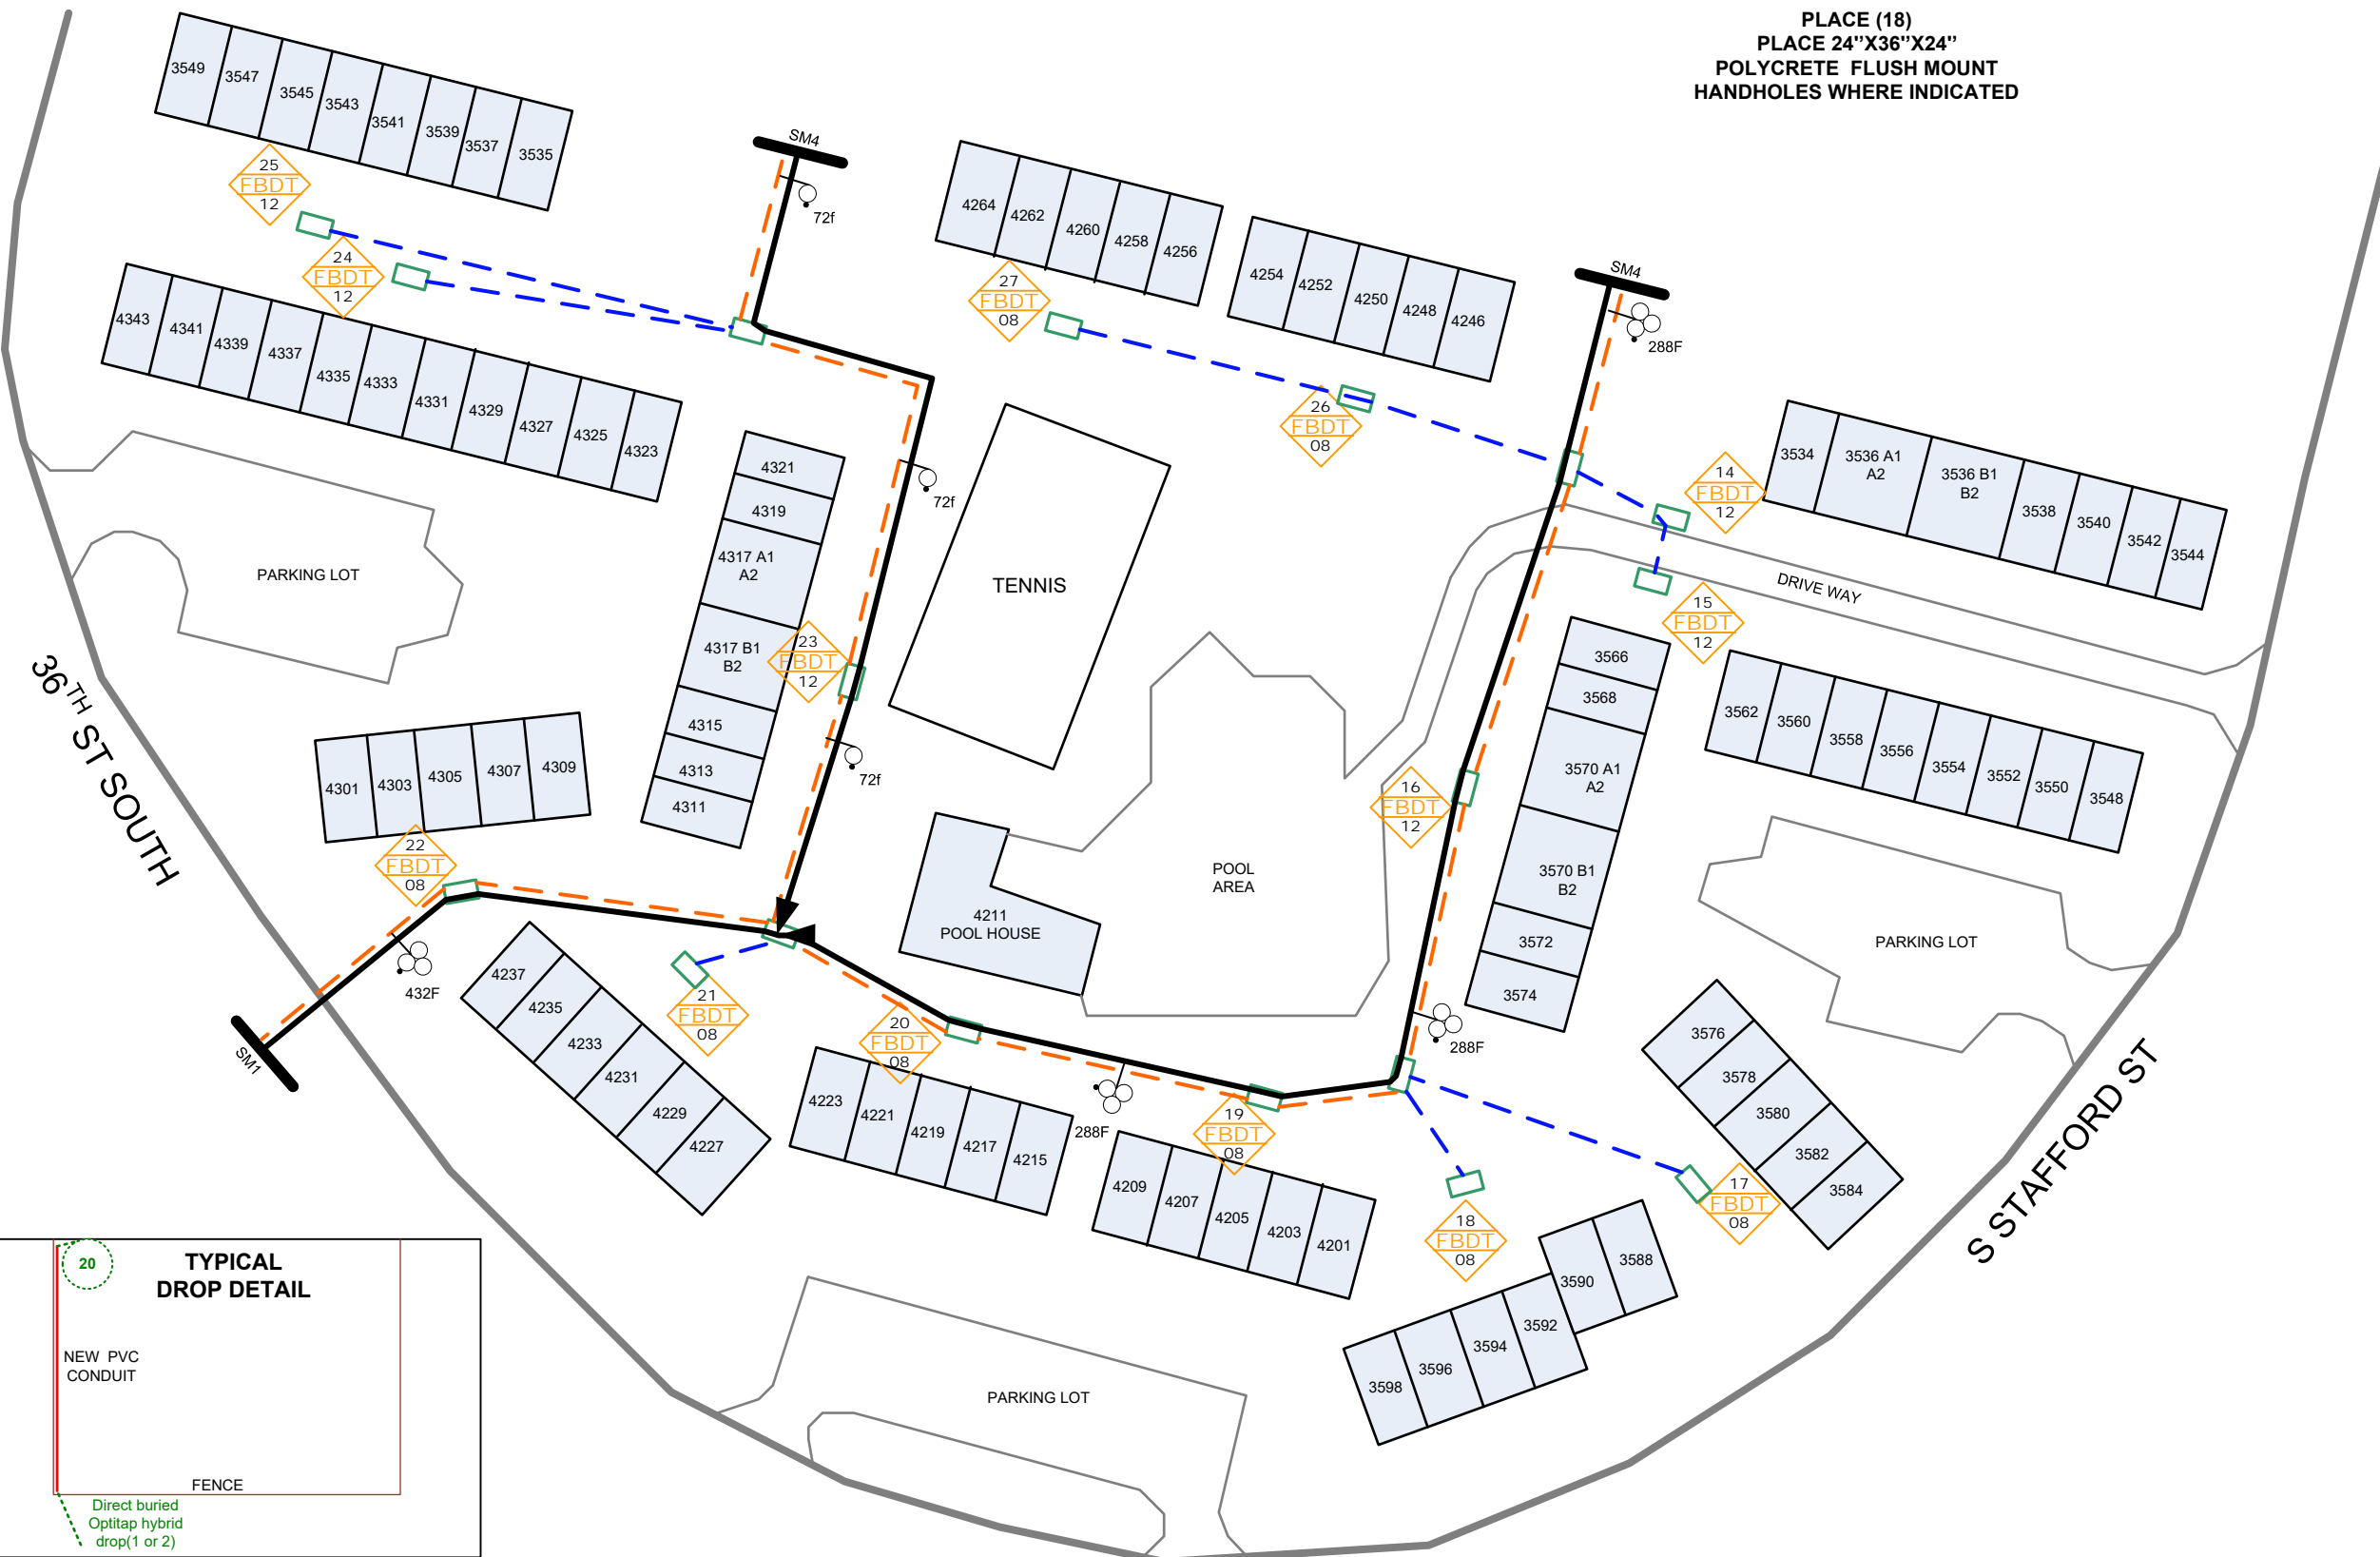 PLACE (18)
PLACE 24"X36"X24"
POLYCRETE FLUSH MOUNT
HANDHOLES WHERE INDICATED
3549
3547
3545
3543
3541
3539
3537
3535
25
FBDT
12
24
FBDT
12
SM4
72f
4264
4262
4260
4258
4256
27
FBDT
08
4254
4252
4250
4248
4246
26
FBDT
08
SM4
288F
4343
4341
4339
4337
4335
4333
4331
4329
4327
4325
4323
PARKING LOT
4321
4319
4317 A1
A2
4317 B1
B2
4315
4313
4311
72f
23
FBDT
12
72f
TENNIS
14
FBDT
12
3534
3536 A1
A2
3536 B1
B2
3538
3540
3542
3544
DRIVE WAY
15
FBDT
12
3566
3568
3570 A1
A2
3570 B1
B2
3572
3574
3562
3560
3558
3556
3554
3552
3550
3548
16
FBDT
12
36TH ST SOUTH
4301
4303
4305
4307
4309
22
FBDT
08
432F
SM1
4211
POOL HOUSE
POOL
AREA
PARKING LOT
4237
4235
4233
4231
4229
4227
21
FBDT
08
20
FBDT
08
4223
4221
4219
4217
4215
288F
288F
19
FBDT
08
4209
4207
4205
4203
4201
18
FBDT
08
17
FBDT
08
3576
3578
3580
3582
3584
3588
3590
3592
3594
3596
3598
S STAFFORD ST
PARKING LOT
20
TYPICAL
DROP DETAIL
NEW PVC
CONDUIT
FENCE
Direct buried
Optitap hybrid
drop(1 or 2)